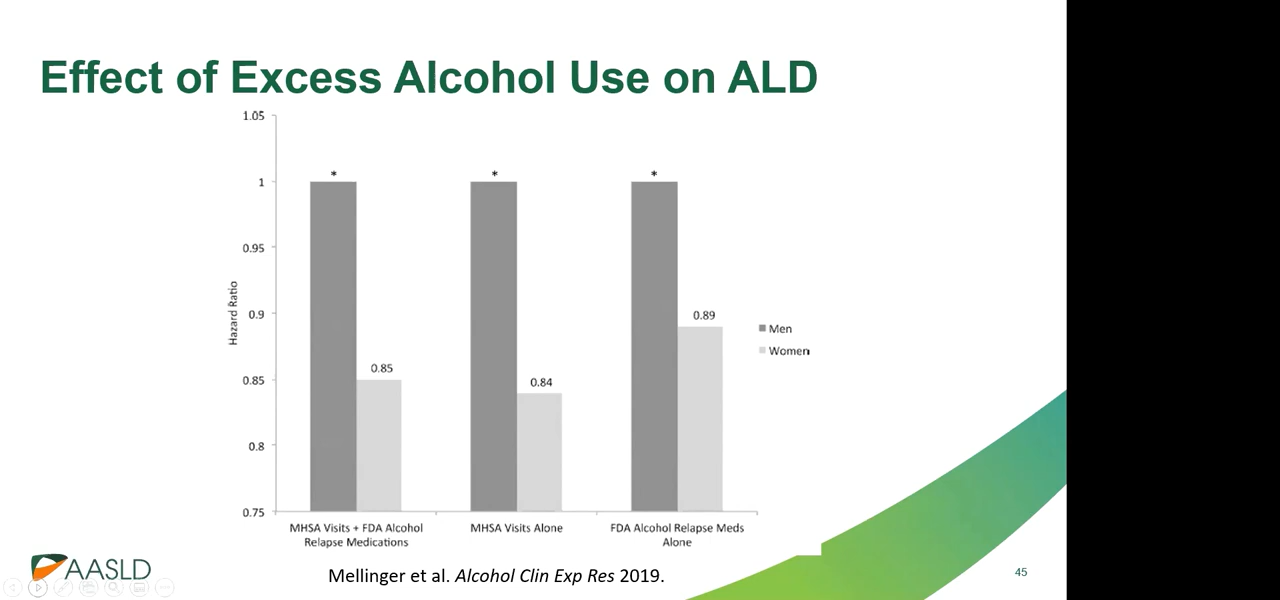 Effect of Excess Alcohol Use on ALD
1.05
1
0.95
0.9
0.85
0.8
0.75
Hazard Ratio
*
*
*
0.85
0.84
0.89
Men
Women
MHSA Visits + FDA Alcohol
Relapse Medications
MHSA Visits Alone
FDA Alcohol Relapse Meds
Alone
AASLD
Mellinger et al. Alcohol Clin Exp Res 2019.
45